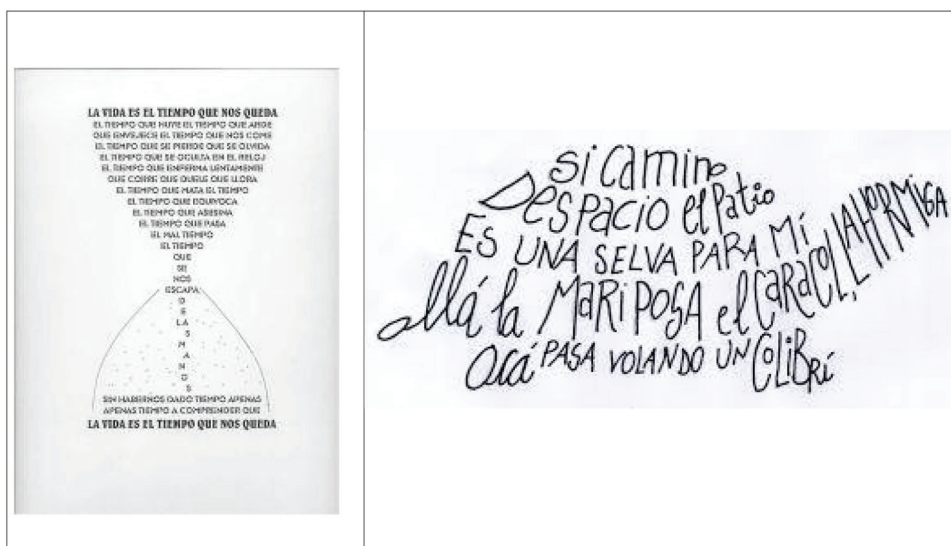 LA VIDA ES EL TIEMPO QUE NOS QUEDA
EL TIEMPO QUE HUYE EL TIEMPO QUE ARDE
QUE ENVEJECE EL TIEMPO QUE NOS COME
EL TIEMPO QUE SE PIERDE QUE SE OLVIDA
EL TIEMPO QUE SE OCULTA EN EL RELOJ
EL TIEMPO QUE ENFERMA LENTAMENTE
QUE CORRE QUE DUELE QUE LLORA
EL TIEMPO QUE MATA EL TIEMPO
EL TIEMPO QUE EQUIVOCA
EL TIEMPO QUE ASESINA
EL TIEMPO QUE PASA
EL MAL TIEMPO
EL TIEMPO
QUE
SE
NOS
ESCAPA
D
E
LA
S
M
A
N
O
S
SIN HABERNOS DADO TIEMPO APENAS
APENAS TIEMPO A COMPRENDER QUE
LA VIDA ES EL TIEMPO QUE NOS QUEDA
si camino
Despacio el patio
ES UNA SELVA PARA MÍ
allá la MARIPOSA el CARACOL, LA HORMIGA
Acá PASA VOLANDO UN COLIBRÍ